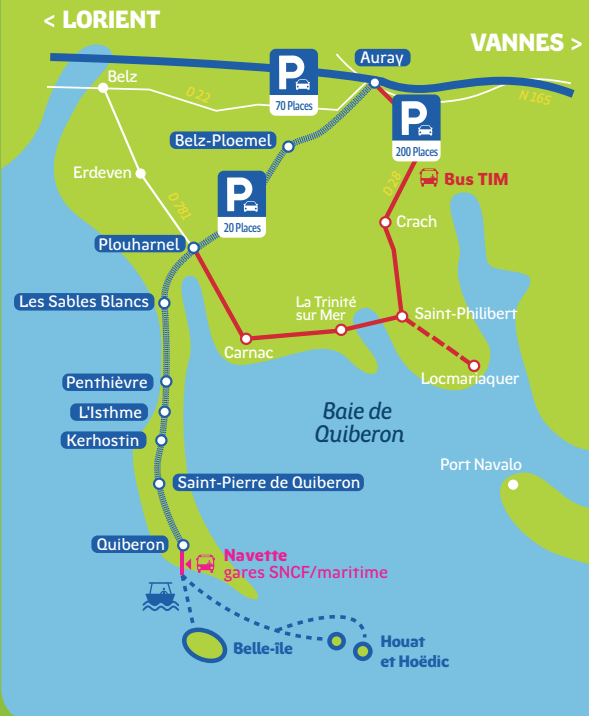 < LORIENT
VANNES >
Auray
P
70 Places
Belz
D 22
N 165
P
200 Places
Belz-Ploemel
Erdeven
Bus TIM
P
20 Places
D 28
D 781
Crach
Plouharnel
Les Sables Blancs
La Trinité
sur Mer
Saint-Philibert
Carnac
Locmariaquer
Penthièvre
L'Isthme
Kerhostin
Baie de
Quiberon
Port Navalo
Saint-Pierre de Quiberon
Quiberon
Navette
gares SNCF/maritime
Belle-île
Houat
et Hoëdic